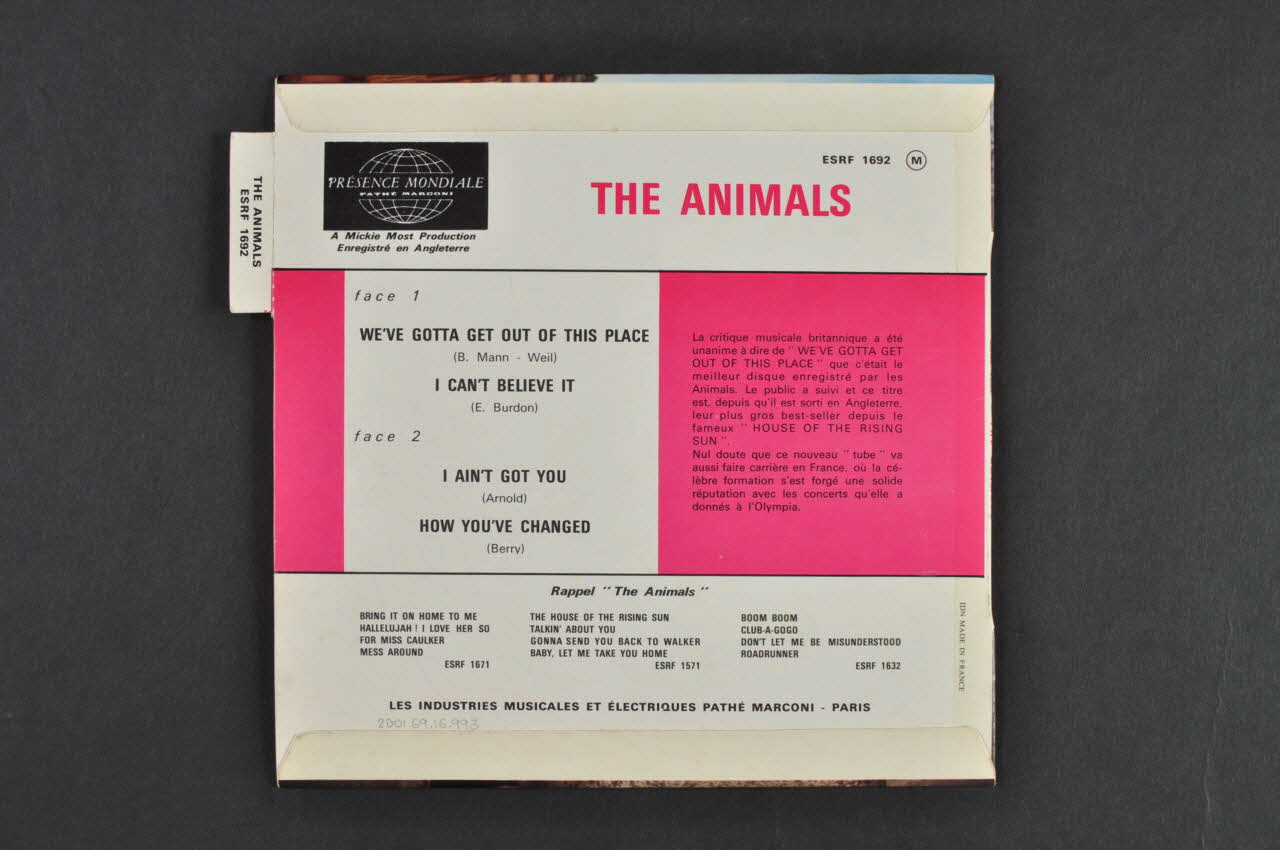 THE ANIMALS
ESRF 1692
PRÉSENCE MONDIALE
PATHÉ MARCONI
A Mickie Most Production
Enregistré en Angleterre
ESRF 1692 M
THE ANIMALS
face 1
WE'VE GOTTA GET OUT OF THIS PLACE
(B. Mann - Weil)
I CAN'T BELIEVE IT
(E. Burdon)
face 2
I AIN'T GOT YOU
(Arnold)
HOW YOU'VE CHANGED
(Berry)
La critique musicale britannique a été
unanime à dire de " WE'VE GOTTA GET
OUT OF THIS PLACE " que c'était le
meilleur disque enregistré par les
Animals. Le public a suivi et ce titre
est, depuis qu'il est sorti en Angleterre,
leur plus gros best-seller depuis le
fameux " HOUSE OF THE RISING
SUN ".
Nul doute que ce nouveau " tube " va
aussi faire carrière en France, où la cé-
lèbre formation s'est forgé une solide
réputation avec les concerts qu'elle a
donnés à l'Olympia.
Rappel " The Animals "
BRING IT ON HOME TO ME
HALLELUJAH ! I LOVE HER SO
FOR MISS CAULKER
MESS AROUND
ESRF 1671
THE HOUSE OF THE RISING SUN
TALKIN' ABOUT YOU
GONNA SEND YOU BACK TO WALKER
BABY, LET ME TAKE YOU HOME
ESRF 1571
BOOM BOOM
CLUB-A-GOGO
DON'T LET ME BE MISUNDERSTOOD
ROADRUNNER
ESRF 1632
IDN MADE IN FRANCE
LES INDUSTRIES MUSICALES ET ÉLECTRIQUES PATHÉ MARCONI - PARIS
2001.69.16.993